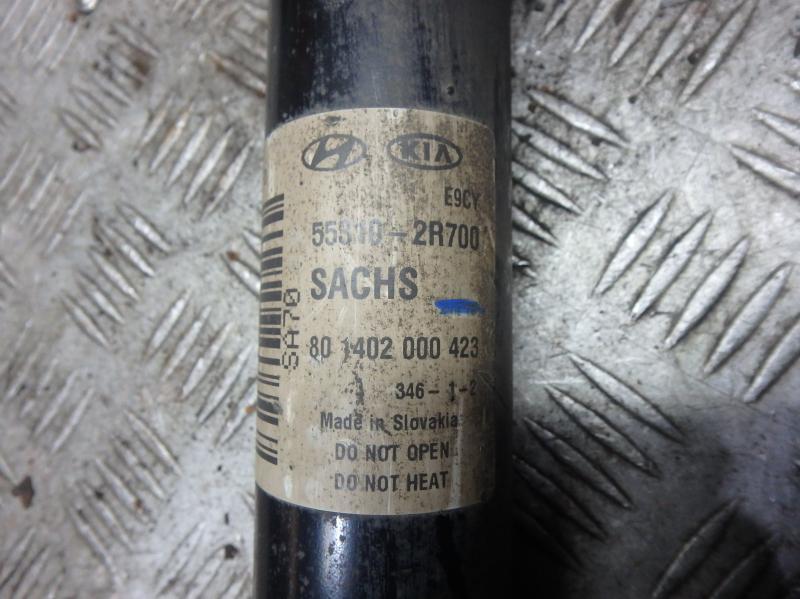 KIA
E9CY
55310-2R700
SACHS
SA70
80 1402 000 423
346-1-2
Made in Slovakia
DO NOT OPEN
DO NOT HEAT